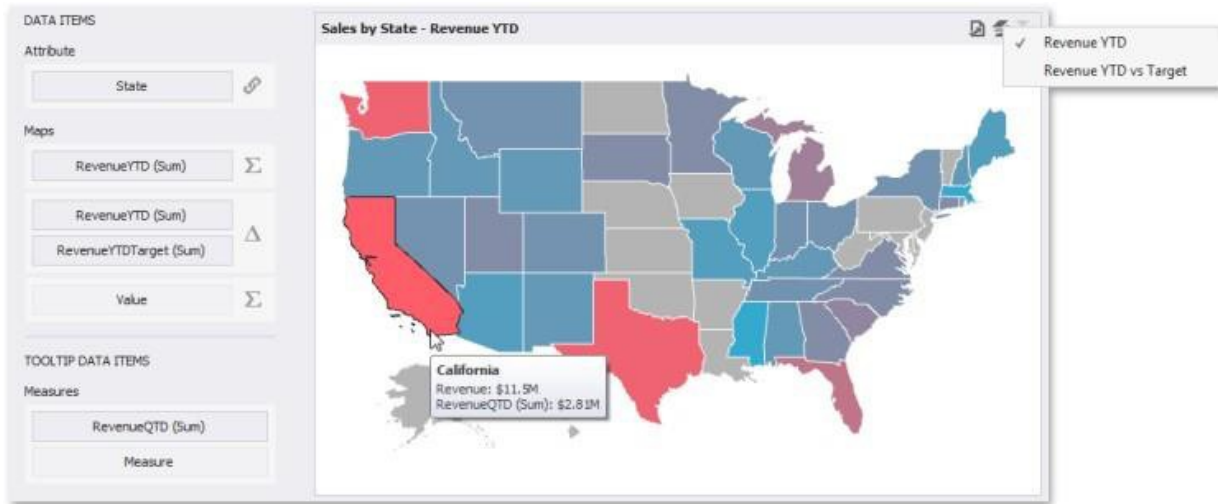 DATA ITEMS
Attribute
State
Maps
RevenueYTD (Sum)
Σ
RevenueYTD (Sum)
RevenueYTDTarget (Sum)
Δ
Value
Σ
TOOLTIP DATA ITEMS
Measures
RevenueQTD (Sum)
Measure
Sales by State - Revenue YTD
✓ Revenue YTD
Revenue YTD vs Target
California
Revenue: $11.5M
RevenueQTD (Sum): $2.81M